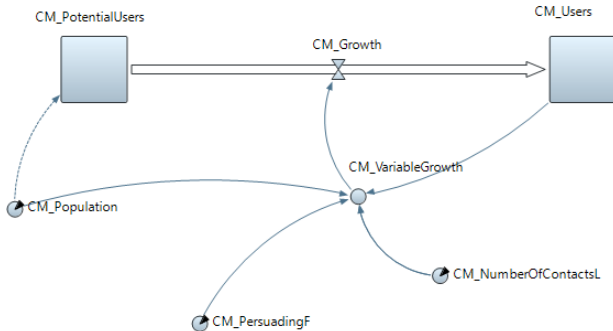 CM_Users
CM_PotentialUsers
CM_Growth
CM_VariableGrowth
CM_Population
CM_NumberOfContactsL
CM_PersuadingF